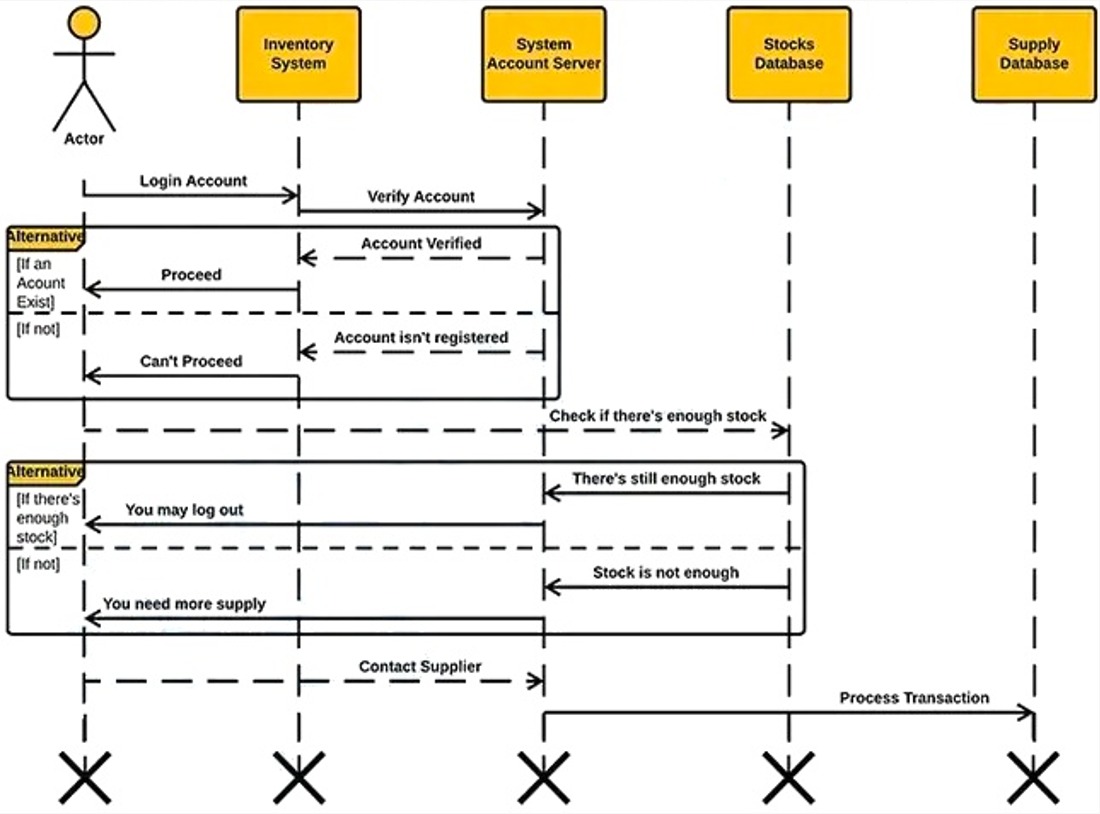 Inventory
System
System
Account Server
Stocks
Database
Supply
Database
Actor
Login Account
Verify Account
Alternative
Account Verified
[If an
Acount
Exist]
Proceed
[If not]
Account isn't registered
Can't Proceed
Check if there's enough stock
Alternative
There's still enough stock
[If there's
enough
stock]
You may log out
[If not]
Stock is not enough
You need more supply
Contact Supplier
Process Transaction